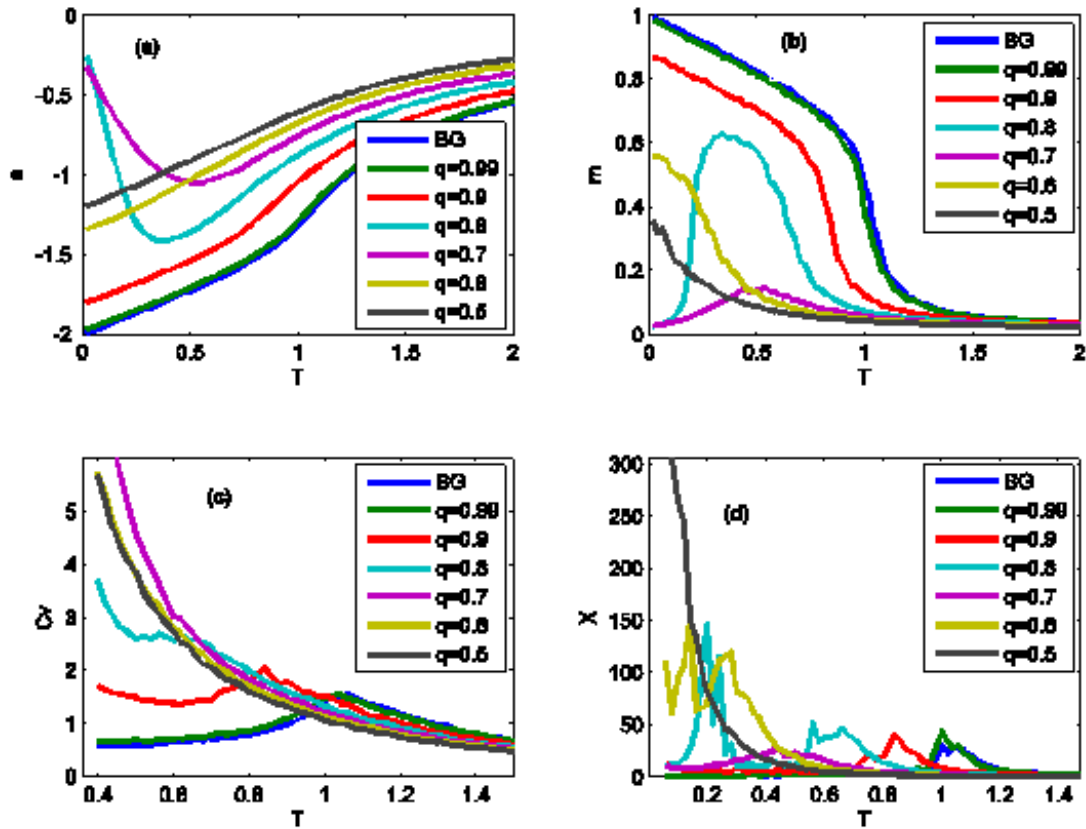 (a)
0
-0.5
-1
-1.5
-2
e
0 0.5 1 1.5 2
T
BG
q=0.99
q=0.9
q=0.8
q=0.7
q=0.6
q=0.5
(b)
1
0.8
0.6
0.4
0.2
0
m
0 0.5 1 1.5 2
T
BG
q=0.99
q=0.9
q=0.8
q=0.7
q=0.6
q=0.5
(c)
5
4
3
2
1
0
Cv
0.4 0.6 0.8 1 1.2 1.4
T
BG
q=0.99
q=0.9
q=0.8
q=0.7
q=0.6
q=0.5
(d)
300
250
200
150
100
50
0
X
0.2 0.4 0.6 0.8 1 1.2 1.4
T
BG
q=0.99
q=0.9
q=0.8
q=0.7
q=0.6
q=0.5